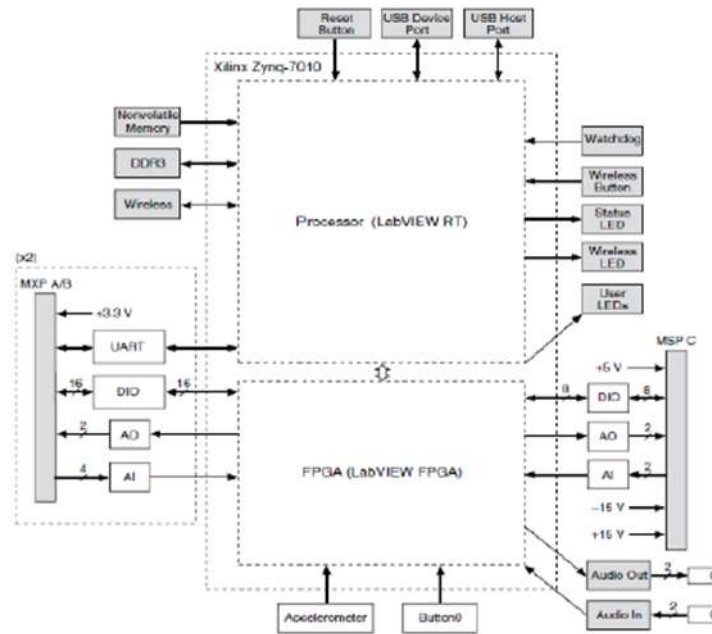 Reset
Button
USB Device
Port
USB Host
Port
Xilinx Zynq-7010
Nonvolatile
Memory
DDR3
Wireless
Processor (LabVIEW RT)
Watchdog
Wireless
Button
Status
LED
Wireless
LED
User
LEDs
(x2)
MXP A/B
+3.3 V
UART
16
DIO
16
2
AO
4
AI
FPGA (LabVIEW FPGA)
MSP C
+5 V
8
DIO
8
AO
2
AI
2
–15 V
+15 V
Audio Out
2
Audio In
2
Accelerometer
Button0